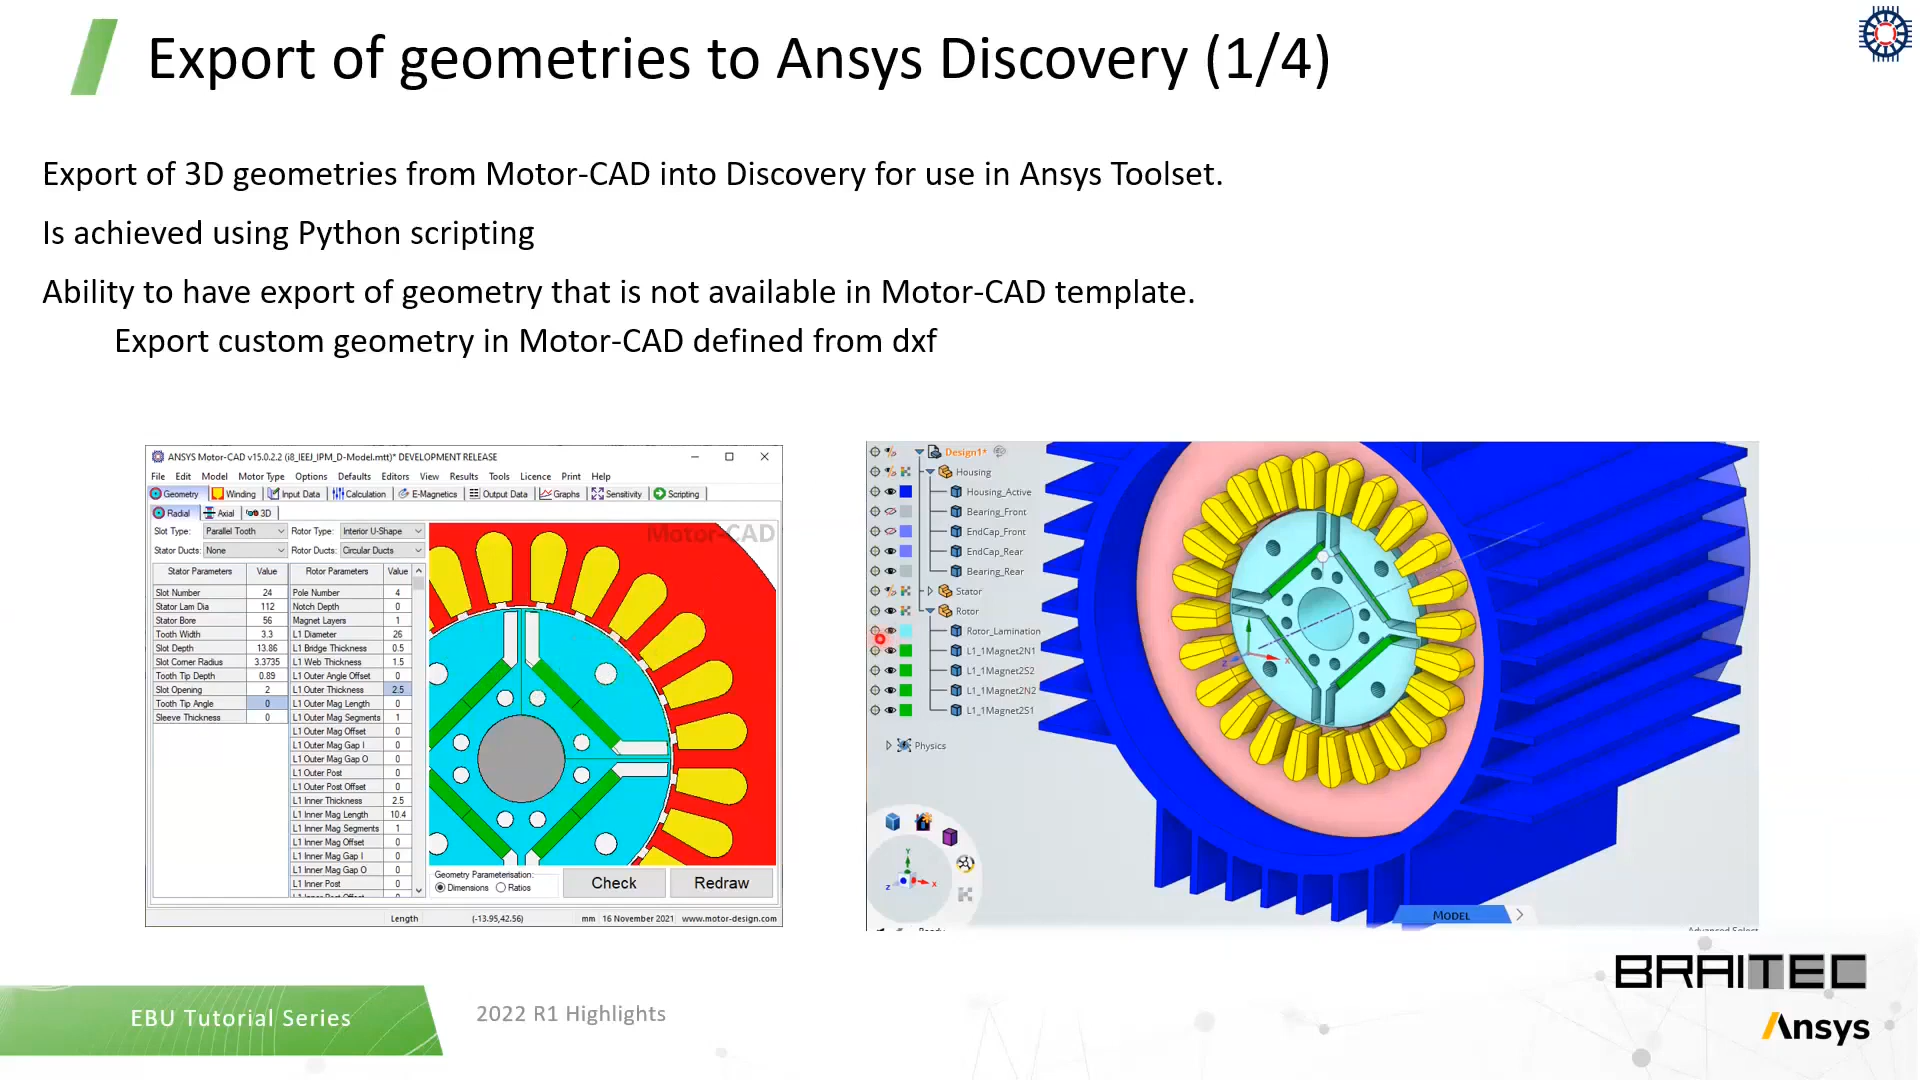 Export of geometries to Ansys Discovery (1/4)
Export of 3D geometries from Motor-CAD into Discovery for use in Ansys Toolset.
Is achieved using Python scripting
Ability to have export of geometry that is not available in Motor-CAD template.
Export custom geometry in Motor-CAD defined from dxf
ANSYS Motor-CAD v15.0.2.2 (i8_IEEJ_IPM_D-Model.mtt)* DEVELOPMENT RELEASE
File Edit Model Motor Type Options Defaults Editors View Results Tools Licence Print Help
Geometry Winding Input Data Calculation E-Magnetics Output Data Graphs Sensitivity Scripting
Radial Axial 3D
Slot Type: Parallel Tooth Rotor Type: Interior U-Shape
Stator Ducts: None Rotor Ducts: Circular Ducts
Stator Parameters Value Rotor Parameters Value
Slot Number 24 Pole Number 4
Stator Lam Dia 112 Notch Depth 0
Stator Bore 56 Magnet Layers 1
Tooth Width 3.3 L1 Diameter 26
Slot Depth 13.86 L1 Bridge Thickness 0.5
Slot Corner Radius 3.3735 L1 Web Thickness 1.5
Tooth Tip Depth 0.89 L1 Outer Angle Offset 0
Slot Opening 2 L1 Outer Thickness 2.5
Tooth Tip Angle 0 L1 Outer Mag Length 0
Sleeve Thickness 0 L1 Outer Mag Segments 1
L1 Outer Mag Offset 0
L1 Outer Mag Gap I 0
L1 Outer Mag Gap O 0
L1 Outer Post 0
L1 Outer Post Offset 0
L1 Inner Thickness 2.5
L1 Inner Mag Length 10.4
L1 Inner Mag Segments 1
L1 Inner Mag Offset 0
L1 Inner Mag Gap I 0
L1 Inner Mag Gap O 0
L1 Inner Post 0
Motor-CAD
Geometry Parameterisation:
Dimensions Ratios
Check Redraw
Length (-13.95,42.56) mm 16 November 2021 www.motor-design.com
Design1*
Housing
Housing_Active
Bearing_Front
EndCap_Front
EndCap_Rear
Bearing_Rear
Stator
Rotor
Rotor_Lamination
L1_1Magnet2N1
L1_1Magnet2S2
L1_1Magnet2N2
L1_1Magnet2S1
Physics
Y
Z X
Z X
MODEL
BRAITEC
Ansys
EBU Tutorial Series
2022 R1 Highlights